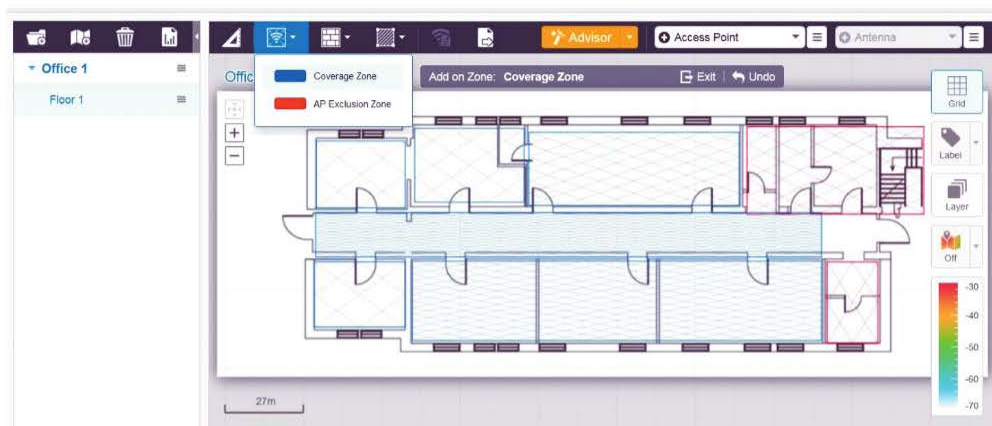 Advisor
Access Point
Antenna
Office 1
Floor 1
Coverage Zone
AP Exclusion Zone
Offic
Add on Zone: Coverage Zone
Exit
Undo
Grid
Label
Layer
Off
-30
-40
-50
-60
-70
27m